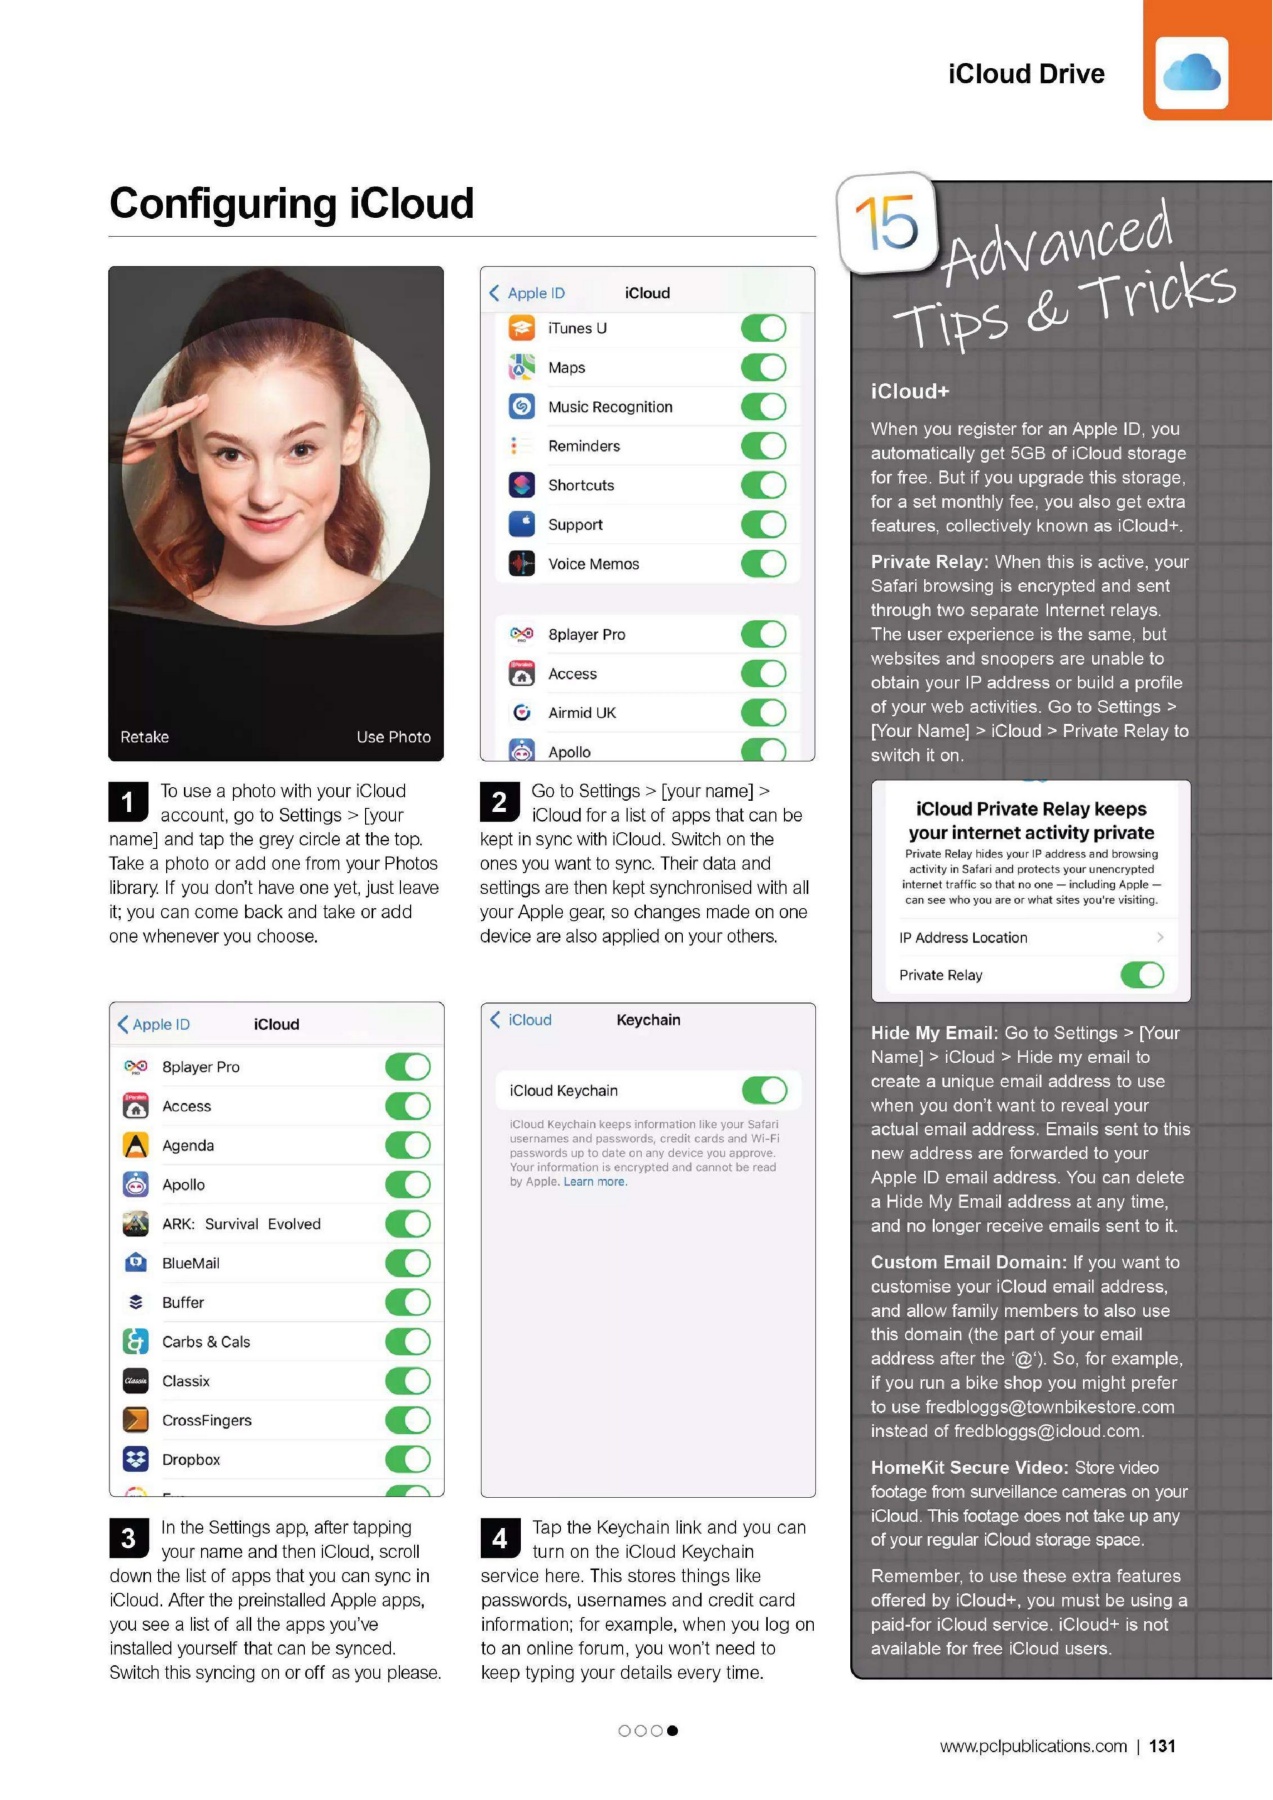 iCloud Drive
Configuring iCloud
Retake
Use Photo
1 To use a photo with your iCloud
account, go to Settings > [your
name] and tap the grey circle at the top.
Take a photo or add one from your Photos
library. If you don't have one yet, just leave
it; you can come back and take or add
one whenever you choose.
Apple ID
iCloud
iTunes U
Maps
Music Recognition
Reminders
Shortcuts
Support
Voice Memos
8player Pro
Access
Airmid UK
Apollo
2 Go to Settings > [your name] >
iCloud for a list of apps that can be
kept in sync with iCloud. Switch on the
ones you want to sync. Their data and
settings are then kept synchronised with all
your Apple gear, so changes made on one
device are also applied on your others.
Apple ID
iCloud
8player Pro
Access
Agenda
Apollo
ARK: Survival Evolved
BlueMail
Buffer
Carbs & Cals
Classix
CrossFingers
Dropbox
3 In the Settings app, after tapping
your name and then iCloud, scroll
down the list of apps that you can sync in
iCloud. After the preinstalled Apple apps,
you see a list of all the apps you've
installed yourself that can be synced.
Switch this syncing on or off as you please.
iCloud
Keychain
iCloud Keychain
iCloud Keychain keeps information like your Safari
usernames and passwords, credit cards and Wi-Fi
passwords up to date on any device you approve.
Your information is encrypted and cannot be read
by Apple. Learn more.
4 Tap the Keychain link and you can
turn on the iCloud Keychain
service here. This stores things like
passwords, usernames and credit card
information; for example, when you log on
to an online forum, you won't need to
keep typing your details every time.
15
Advanced
Tips & Tricks
iCloud+
When you register for an Apple ID, you
automatically get 5GB of iCloud storage
for free. But if you upgrade this storage,
for a set monthly fee, you also get extra
features, collectively known as iCloud+.
Private Relay: When this is active, your
Safari browsing is encrypted and sent
through two separate Internet relays.
The user experience is the same, but
websites and snoopers are unable to
obtain your IP address or build a profile
of your web activities. Go to Settings >
[Your Name] > iCloud > Private Relay to
switch it on.
iCloud Private Relay keeps
your internet activity private
Private Relay hides your IP address and browsing
activity in Safari and protects your unencrypted
internet traffic so that no one — including Apple —
can see who you are or what sites you're visiting.
IP Address Location
Private Relay
Hide My Email: Go to Settings > [Your
Name] > iCloud > Hide my email to
create a unique email address to use
when you don't want to reveal your
actual email address. Emails sent to this
new address are forwarded to your
Apple ID email address. You can delete
a Hide My Email address at any time,
and no longer receive emails sent to it.
Custom Email Domain: If you want to
customise your iCloud email address,
and allow family members to also use
this domain (the part of your email
address after the '@'). So, for example,
if you run a bike shop you might prefer
to use fredbloggs@townbikestore.com
instead of fredbloggs@icloud.com.
HomeKit Secure Video: Store video
footage from surveillance cameras on your
iCloud. This footage does not take up any
of your regular iCloud storage space.
Remember, to use these extra features
offered by iCloud+, you must be using a
paid-for iCloud service. iCloud+ is not
available for free iCloud users.
www.pclpublications.com | 131